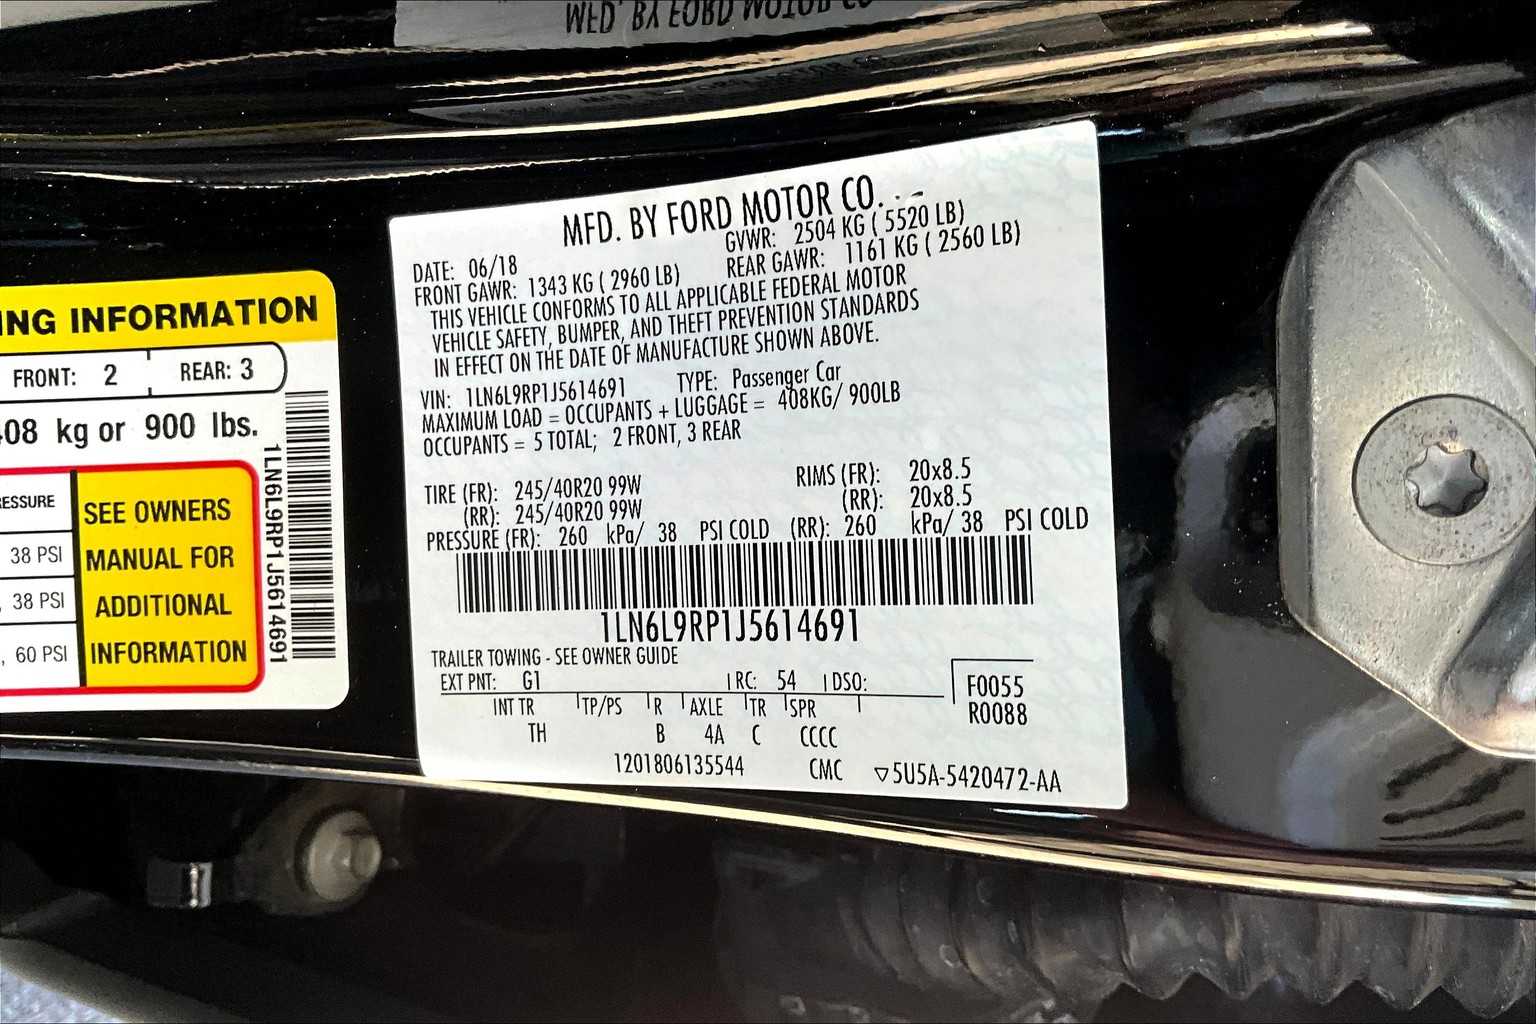 MFD. BY FORD MOTOR CO.
DATE: 06/18
GVWR: 2504 KG ( 5520 LB)
FRONT GAWR: 1343 KG ( 2960 LB)
REAR GAWR: 1161 KG ( 2560 LB)
THIS VEHICLE CONFORMS TO ALL APPLICABLE FEDERAL MOTOR
VEHICLE SAFETY, BUMPER, AND THEFT PREVENTION STANDARDS
IN EFFECT ON THE DATE OF MANUFACTURE SHOWN ABOVE.
VIN: 1LN6L9RP1J5614691 TYPE: Passenger Car
MAXIMUM LOAD = OCCUPANTS + LUGGAGE = 408KG/ 900LB
OCCUPANTS = 5 TOTAL; 2 FRONT, 3 REAR
TIRE (FR): 245/40R20 99W RIMS (FR): 20x8.5
(RR): 245/40R20 99W (RR): 20x8.5
PRESSURE (FR): 260 kPa/ 38 PSI COLD (RR): 260 kPa/ 38 PSI COLD
1LN6L9RP1J5614691
TRAILER TOWING - SEE OWNER GUIDE
EXT PNT: G1 RC: 54 DSO:
F0055
R0088
INT TR TP/PS R AXLE TR SPR
TH B 4A C CCCC
1201806135544 CMC 5U5A-5420472-AA
ING INFORMATION
FRONT: 2 REAR: 3
408 kg or 900 lbs.
ESSURE
38 PSI
38 PSI
, 60 PSI
SEE OWNERS
MANUAL FOR
ADDITIONAL
INFORMATION
1LN6L9RP1J5614691